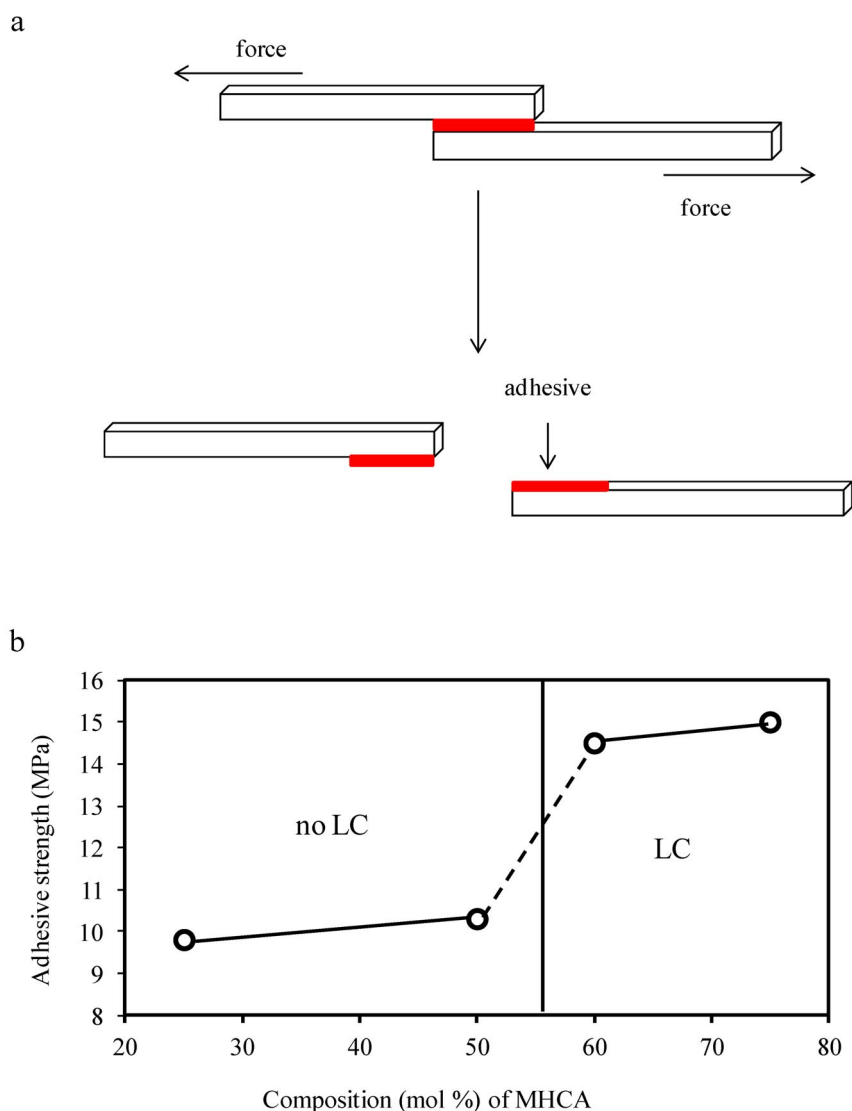 a
force
force
adhesive
b
16
15
14
13
12
11
10
9
8
Adhesive strength (MPa)
no LC
LC
20 30 40 50 60 70 80
Composition (mol %) of MHCA